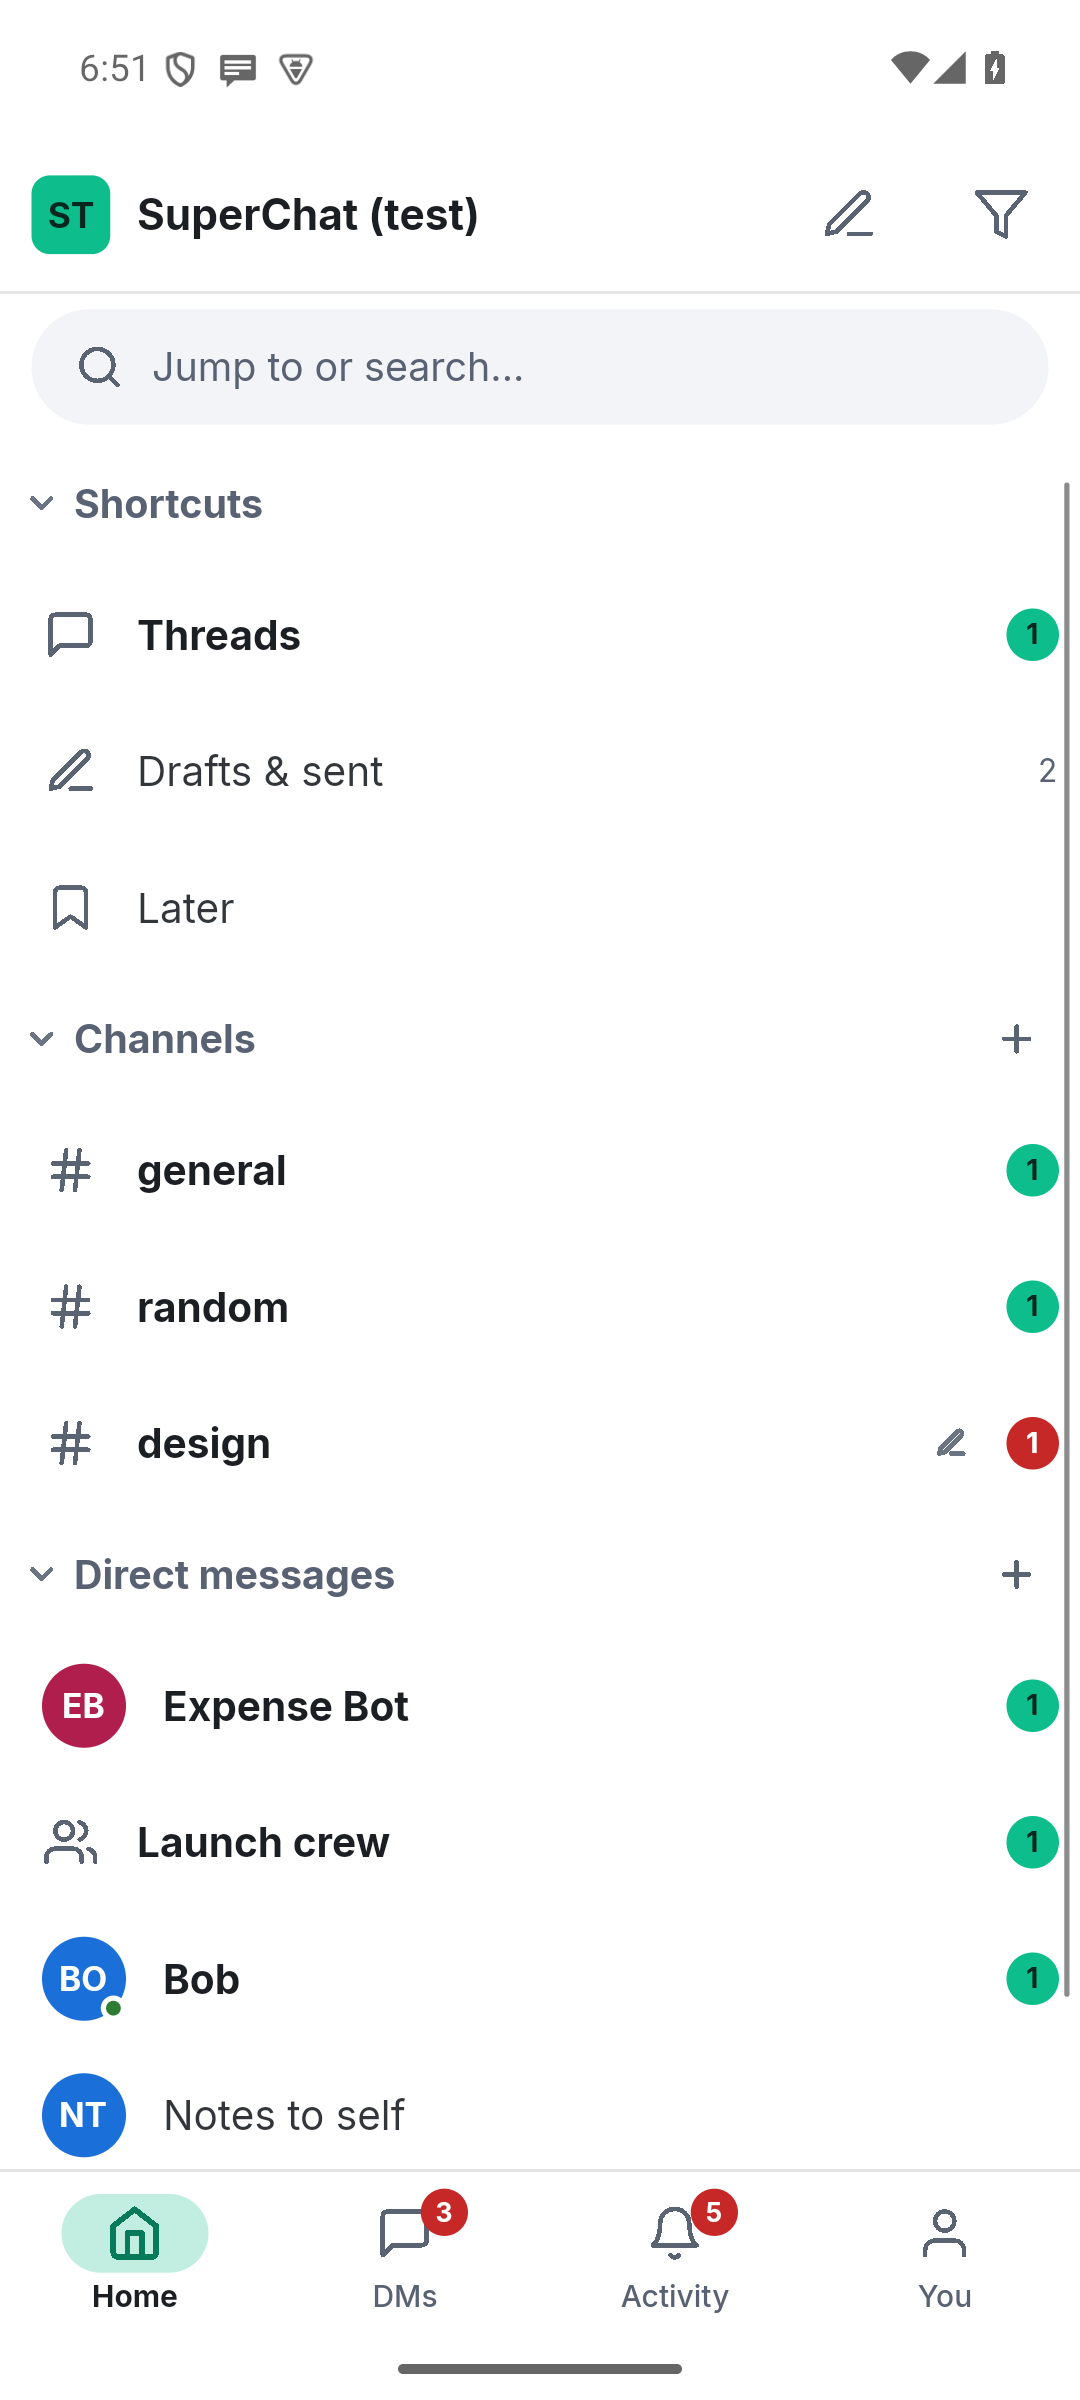 6:51
ST SuperChat (test)
Jump to or search...
Shortcuts
Threads 1
Drafts & sent 2
Later
Channels
general 1
random 1
design 1
Direct messages
EB Expense Bot 1
Launch crew 1
BO Bob 1
NT Notes to self
3 5
Home DMs Activity You